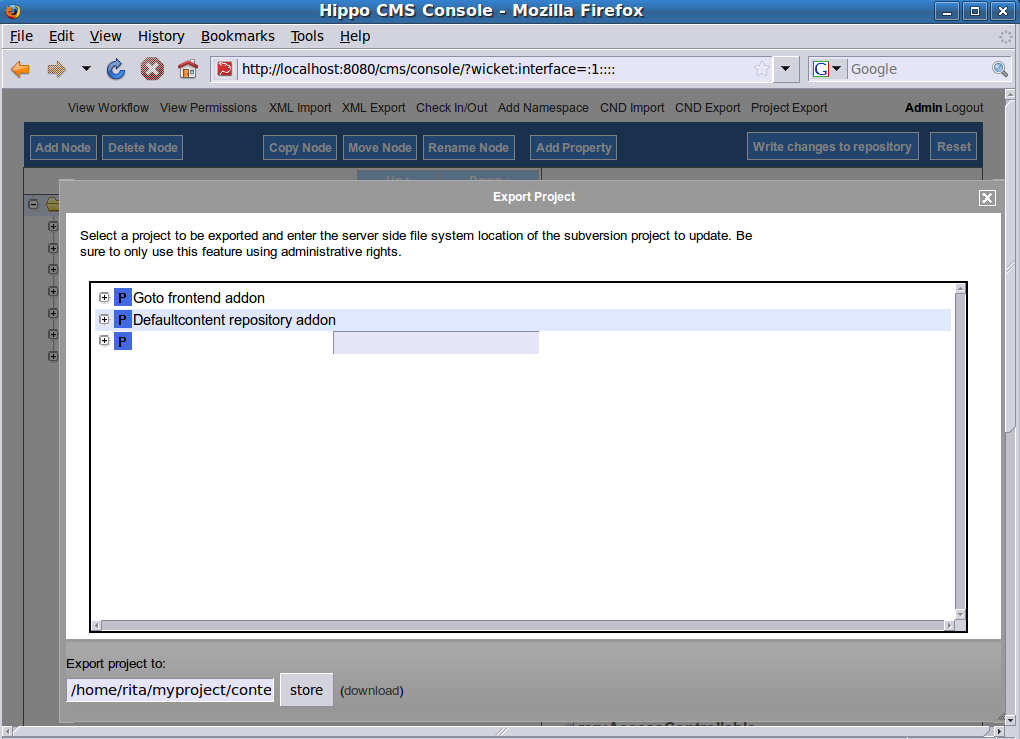 Hippo CMS Console - Mozilla Firefox
File Edit View History Bookmarks Tools Help
http://localhost:8080/cms/console/?wicket:interface=:1::::
G Google
View Workflow View Permissions XML Import XML Export Check In/Out Add Namespace CND Import CND Export Project Export Admin Logout
Add Node Delete Node Copy Node Move Node Rename Node Add Property Write changes to repository Reset
Export Project
Select a project to be exported and enter the server side file system location of the subversion project to update. Be
sure to only use this feature using administrative rights.
P Goto frontend addon
P Defaultcontent repository addon
P
Export project to:
/home/rita/myproject/conte store (download)